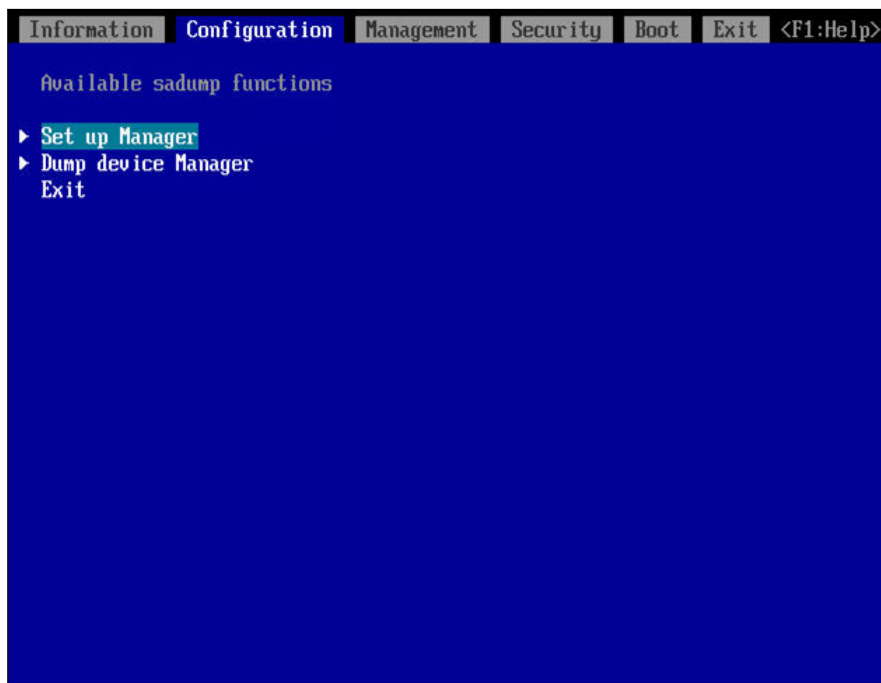 Information Configuration Management Security Boot Exit <F1:Help>
Available sadump functions
Set up Manager
Dump device Manager
Exit